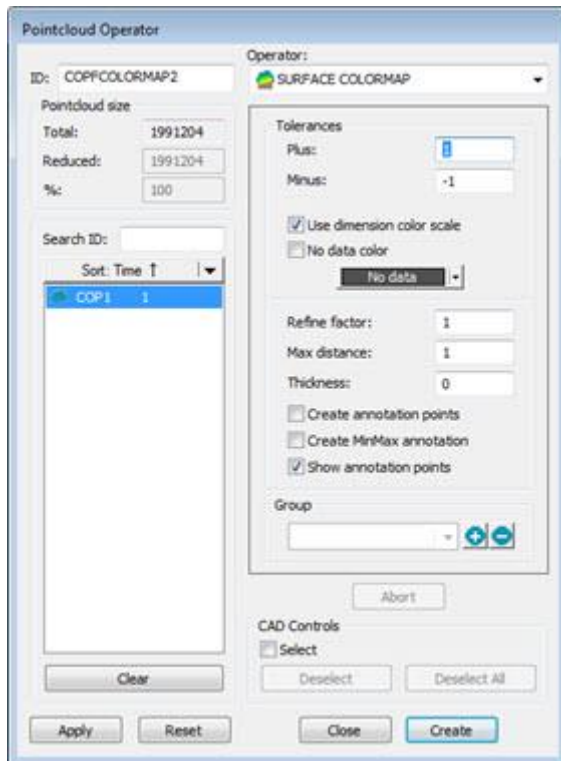 Pointcloud Operator
ID: COPFCOLORMAP2
Operator:
SURFACE COLORMAP
Pointcloud size
Total: 1991204
Reduced: 1991204
%: 100
Search ID:
Sort: Time ↑
COP1 1
Clear
Tolerances
Plus: 1
Minus: -1
Use dimension color scale
No data color
No data
Refine factor: 1
Max distance: 1
Thickness: 0
Create annotation points
Create MinMax annotation
Show annotation points
Group
Abort
CAD Controls
Select
Deselect Deselect All
Apply Reset Close Create